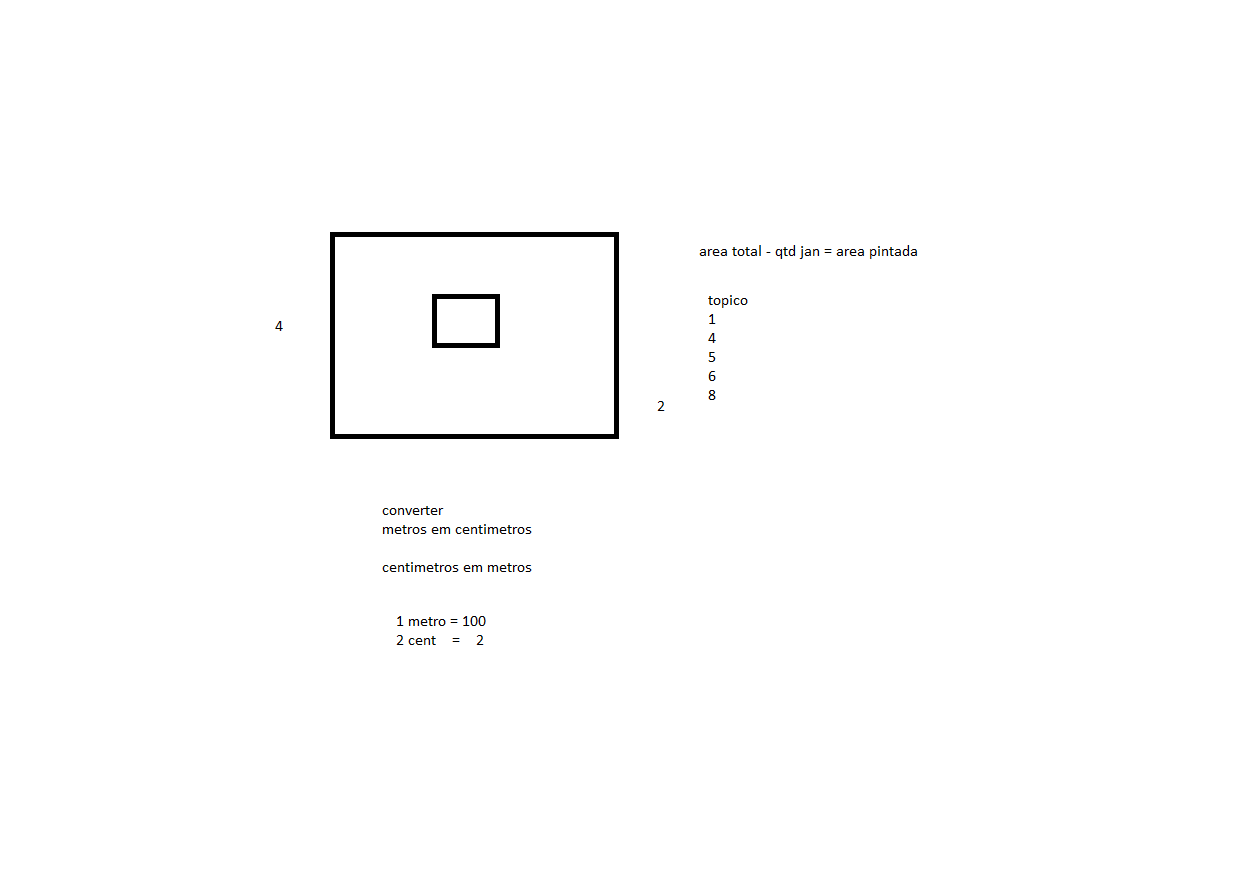 area total - qtd jan = area pintada
topico
1
4
4
5
6
8
2
converter
metros em centimetros
centimetros em metros
1 metro = 100
2 cent = 2